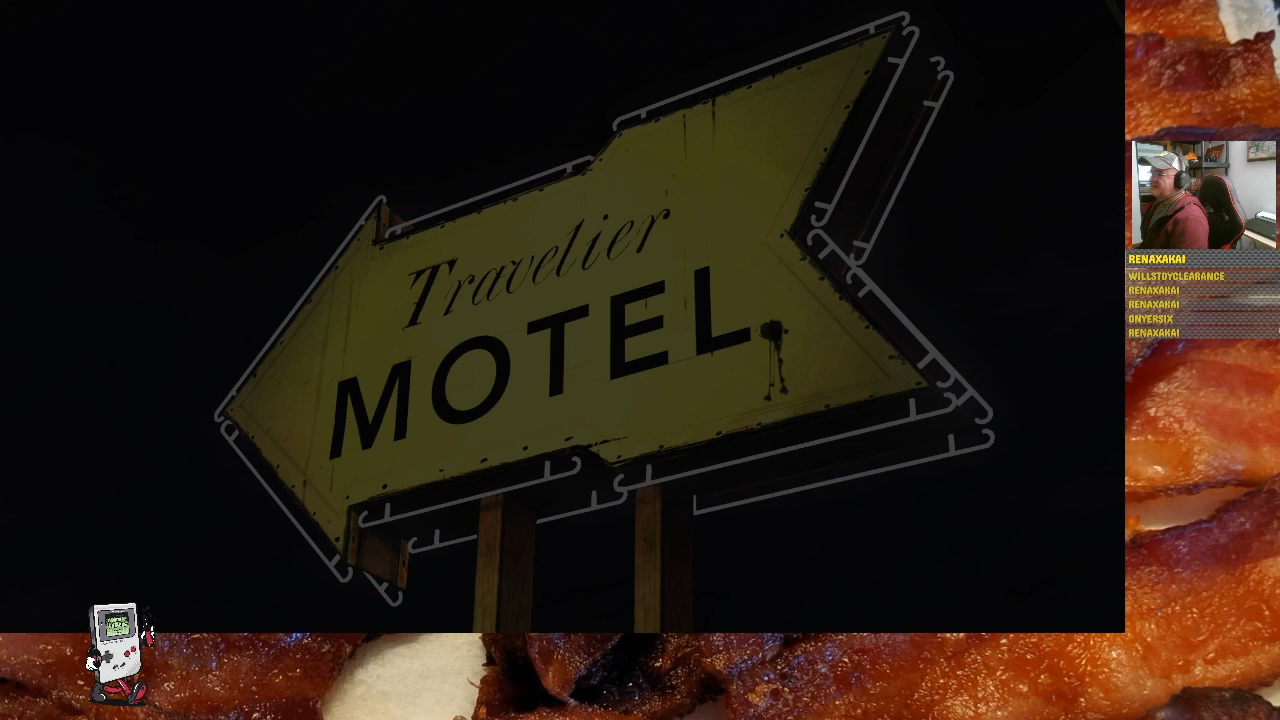 Travelier
MOTEL
RENAXAKAI
WILLSTOYCLEARANCE
RENAXAKAI
RENAXAKAI
ONYERSIX
RENAXAKAI